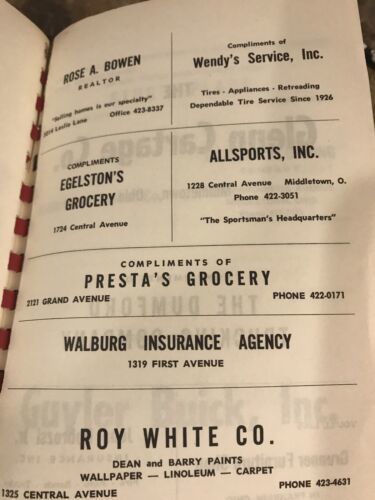 ROSE A. BOWEN
REALTOR
"Selling homes is our specialty"
Leslie Lane Office 423-8337
Compliments of
Wendy's Service, Inc.
Tires - Appliances - Retreading
Dependable Tire Service Since 1926
COMPLIMENTS
EGELSTON'S
GROCERY
1724 Central Avenue
ALLSPORTS, INC.
1228 Central Avenue Middletown, O.
Phone 422-3051
"The Sportsman's Headquarters"
COMPLIMENTS OF
PRESTA'S GROCERY
2121 GRAND AVENUE PHONE 422-0171
WALBURG INSURANCE AGENCY
1319 FIRST AVENUE
ROY WHITE CO.
DEAN and BARRY PAINTS
WALLPAPER - LINOLEUM - CARPET
1325 CENTRAL AVENUE PHONE 423-4631